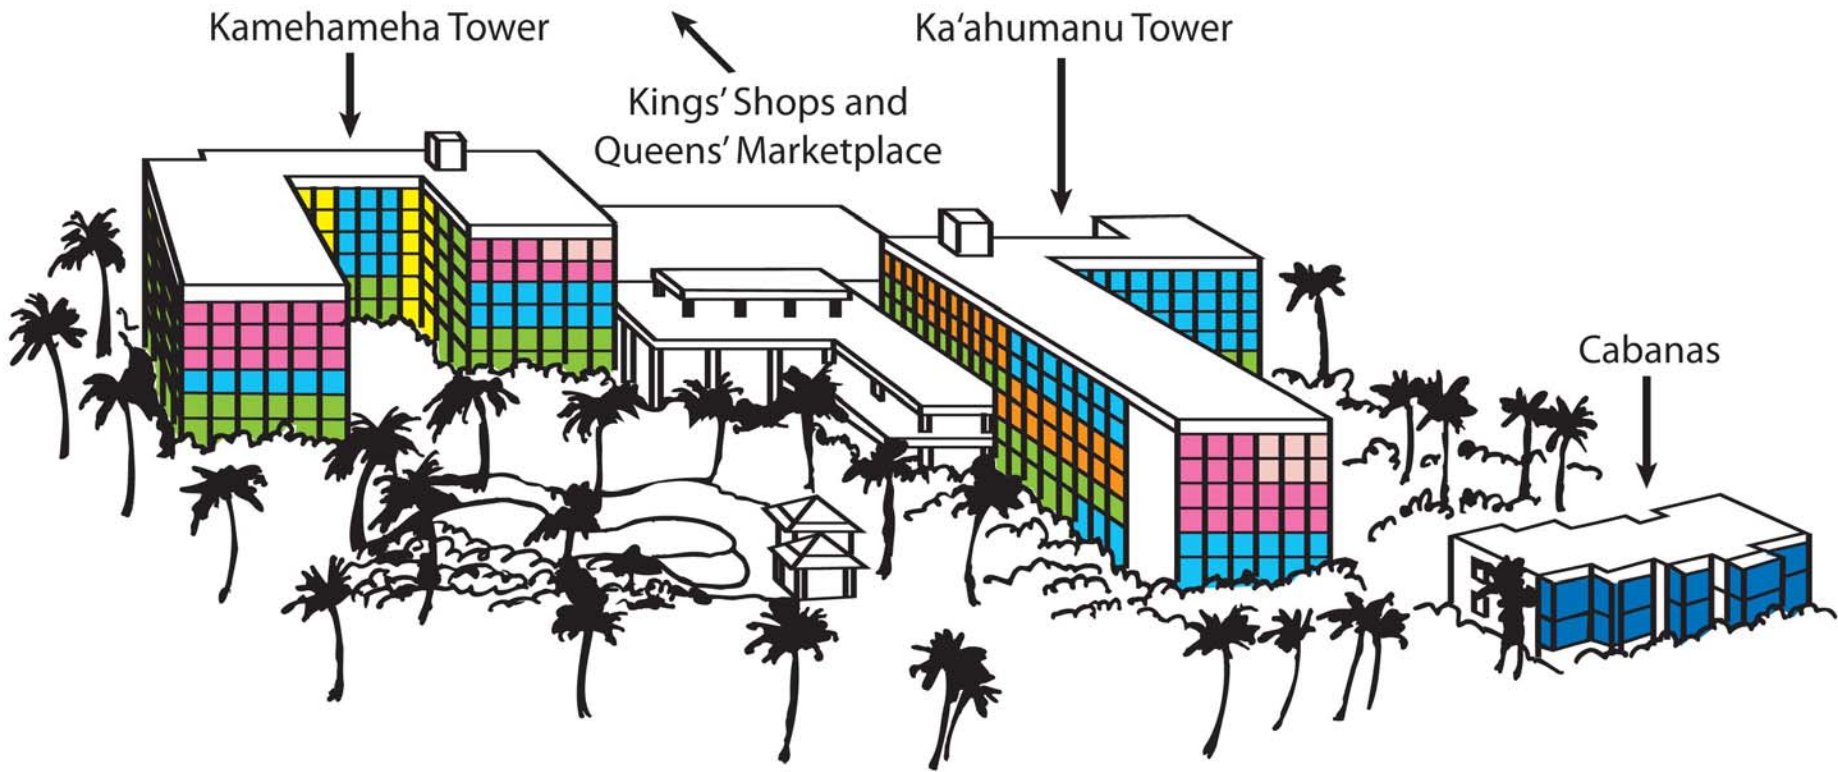 Kamehameha Tower
Kings’ Shops and
Queens’ Marketplace
Ka‘ahumanu Tower
Cabanas